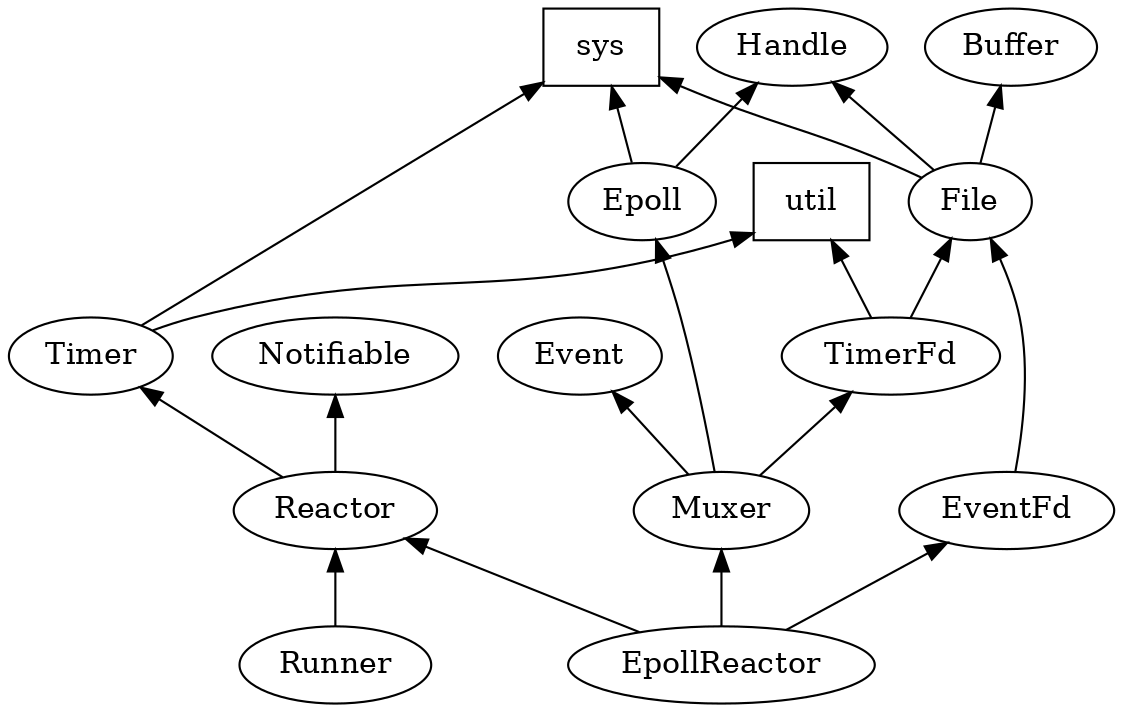 sys
Handle
Buffer
Epoll
util
File
Timer
Notifiable
Event
TimerFd
Reactor
Muxer
EventFd
Runner
EpollReactor